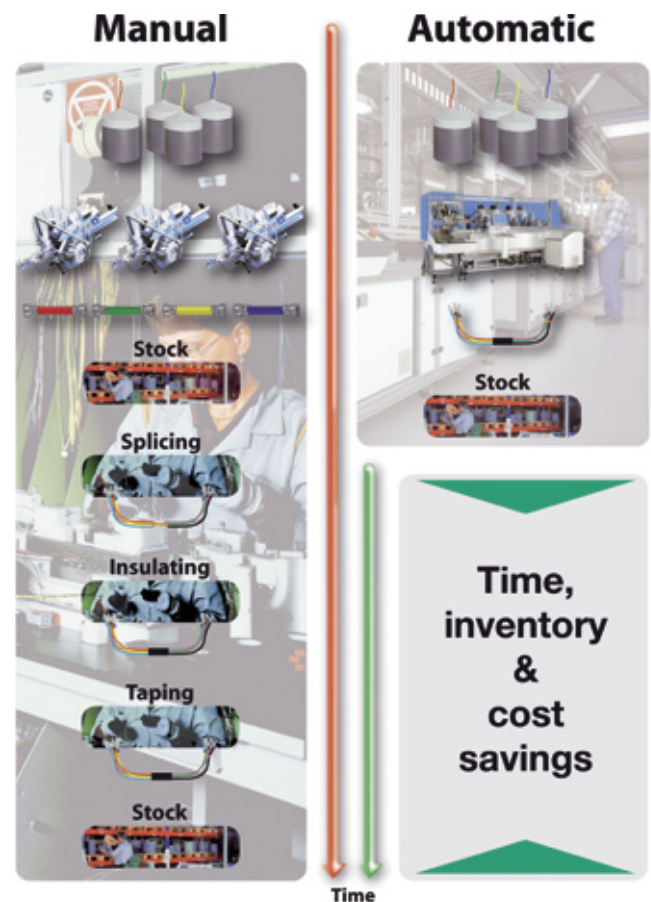 Manual
Stock
Splicing
Insulating
Taping
Stock
Automatic
Stock
Time,
inventory
&
cost
savings
Time